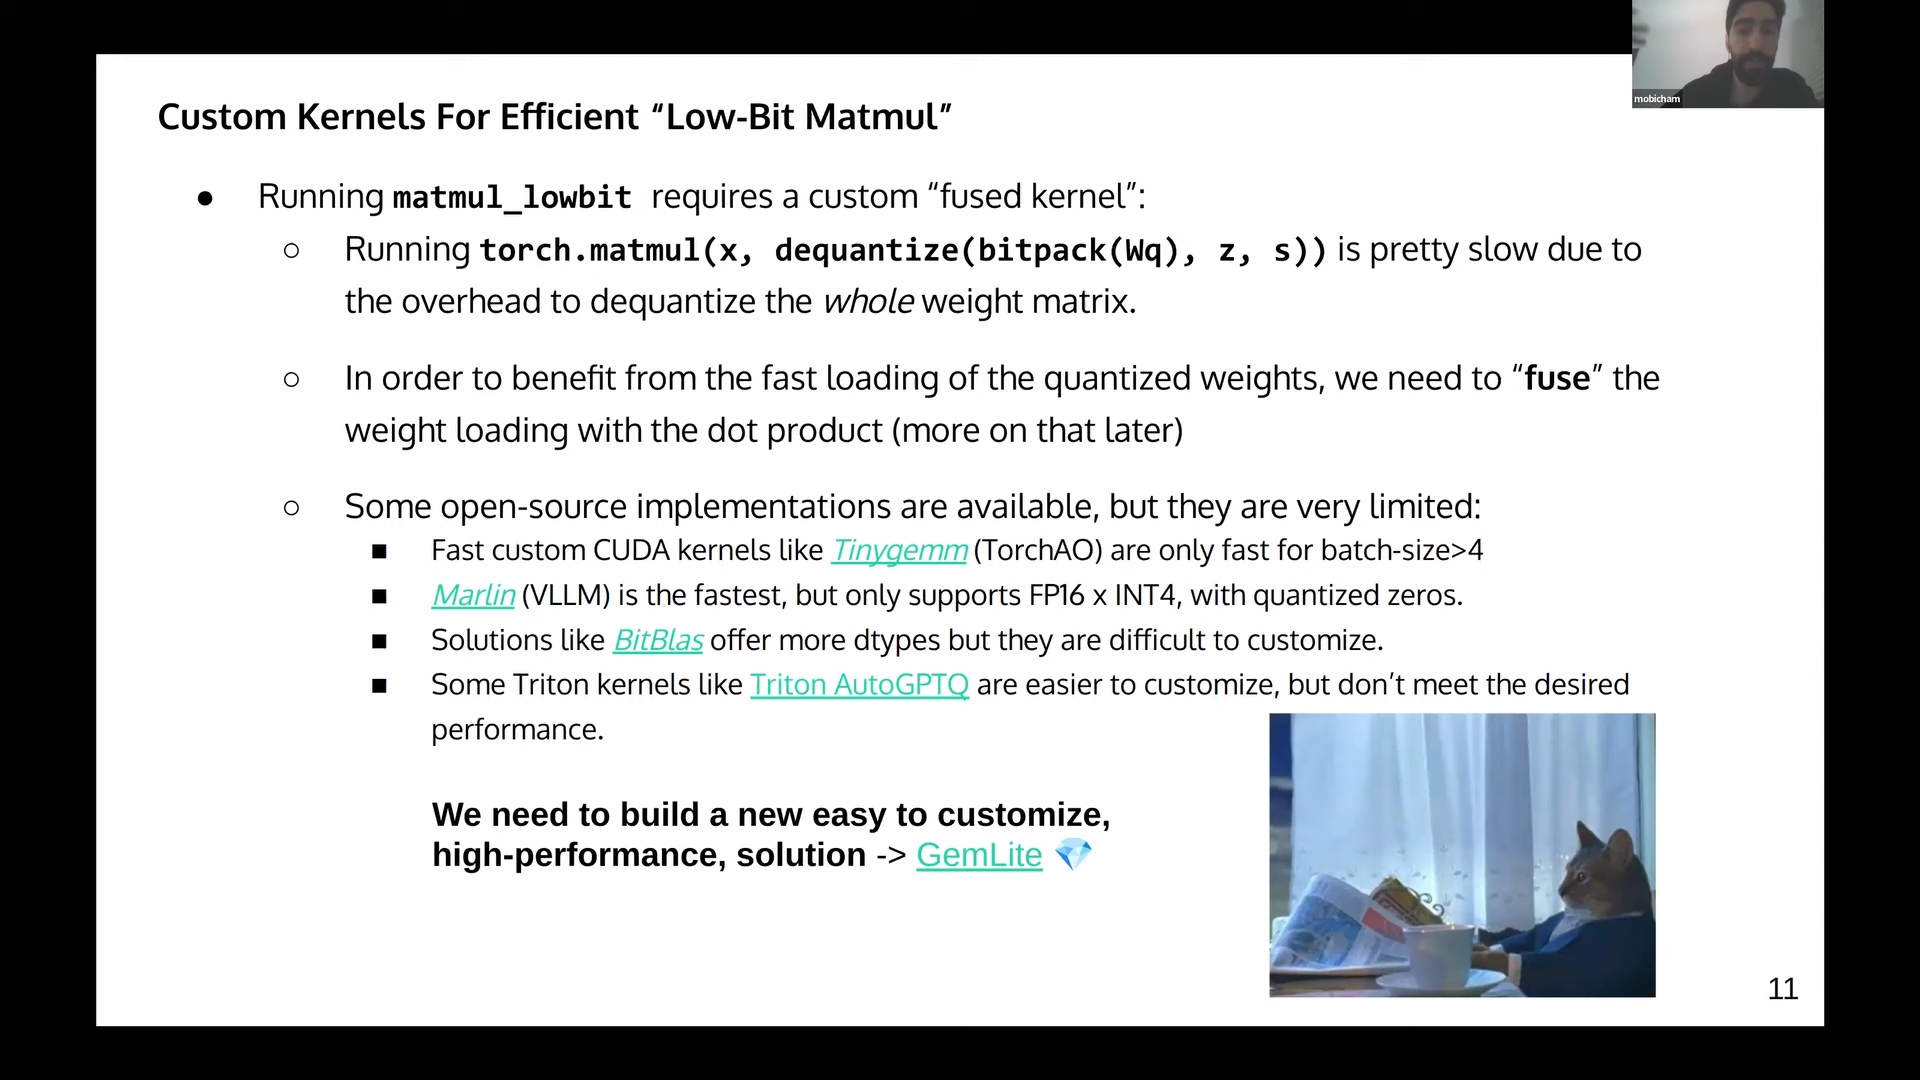 mobicham
Custom Kernels For Efficient “Low-Bit Matmul”
● Running matmul_lowbit requires a custom “fused kernel”:
○ Running torch.matmul(x, dequantize(bitpack(Wq), z, s)) is pretty slow due to
the overhead to dequantize the whole weight matrix.
○ In order to benefit from the fast loading of the quantized weights, we need to “fuse” the
weight loading with the dot product (more on that later)
○ Some open-source implementations are available, but they are very limited:
■ Fast custom CUDA kernels like Tinygemm (TorchAO) are only fast for batch-size>4
■ Marlin (VLLM) is the fastest, but only supports FP16 x INT4, with quantized zeros.
■ Solutions like BitBlas offer more dtypes but they are difficult to customize.
■ Some Triton kernels like Triton AutoGPTQ are easier to customize, but don’t meet the desired
performance.
We need to build a new easy to customize,
high-performance, solution -> GemLite 💎
11